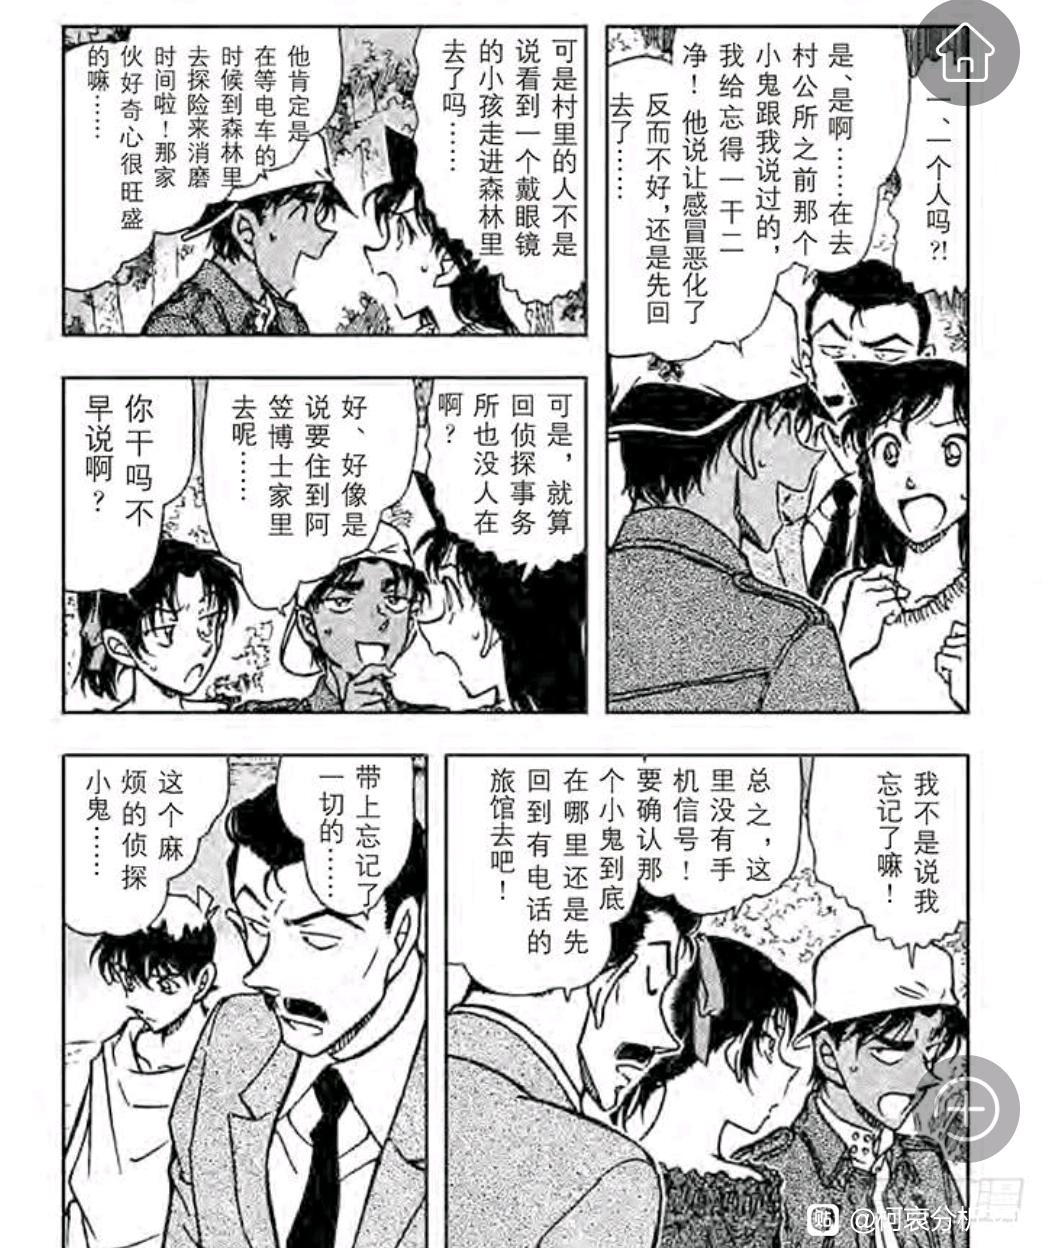 一、一个人吗?!
是、是啊……在去
村公所之前那个
小鬼跟我说过的，
我给忘得一干二
净！他说让感冒恶化了
反而不好，还是先回
去了……
可是村里的人不是
说看到一个戴眼镜
的小孩走进森林里
去了吗……
他肯定是
在等电车的
时候到森林里
去探险来消磨
时间啦！那家
伙好奇心很旺盛
的嘛……
可是，就算
回侦探事务
所也没人在
啊？
好、好像是
说要住到阿
笠博士家里
去呢……
你干吗不
早说啊？
我不是说我
忘记了嘛！
总之，这
里没有手
机信号！
要确认那
个小鬼到底
在哪里还是先
回到有电话的
旅馆去吧！
带上忘记了
一切的……
这个麻
烦的侦探
小鬼……
贴 @柯哀分析